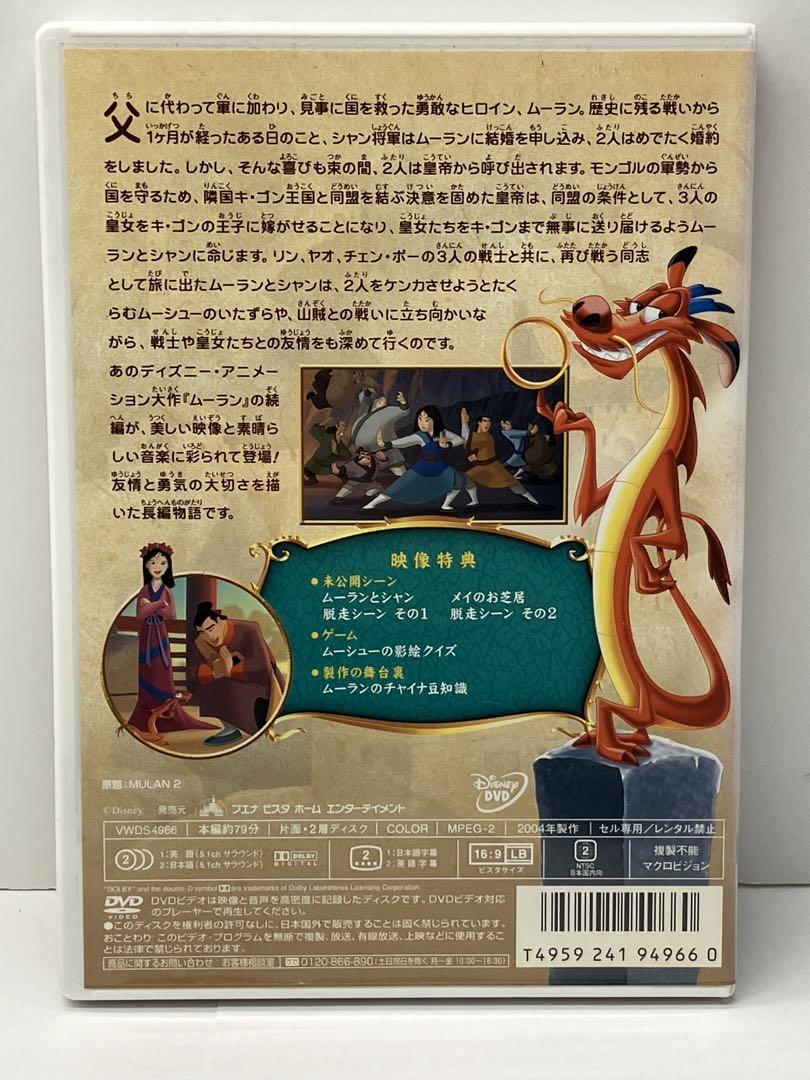 父に代わって軍に加わり、見事に国を救った勇敢なヒロイン、ムーラン。歴史に残る戦いから
1ヶ月が経ったある日のこと、シャン将軍はムーランに結婚を申し込み、2人はめでたく婚約
をしました。しかし、そんな喜びも束の間、2人は皇帝から呼び出されます。モンゴルの軍勢から
国を守るため、隣国キ・ゴン王国と同盟を結ぶ決意を固めた皇帝は、同盟の条件として、3人の
皇女をキ・ゴンの王子に嫁がせることになり、皇女たちをキ・ゴンまで無事に送り届けるようムー
ランとシャンに命じます。リン、ヤオ、チェン・ポーの3人の戦士と共に、再び戦う同志
として旅に出たムーランとシャンは、2人をケンカさせようとたく
らむムーシューのいたずらや、山賊との戦いに立ち向かいな
がら、戦士や皇女たちとの友情をも深めて行くのです。
あのディズニー・アニメー
ション大作『ムーラン』の続
編が、美しい映像と素晴ら
しい音楽に彩られて登場!
友情と勇気の大切さを描
いた長編物語です。
映像特典
●未公開シーン
ムーランとシャン メイのお芝居
脱走シーン その1 脱走シーン その2
●ゲーム
ムーシューの影絵クイズ
●製作の舞台裏
ムーランのチャイナ豆知識
原題:MULAN 2
Disney DVD
©Disney 発売元 ブエナ ビスタ ホーム エンターテイメント
VWDS4966 本編約79分 片面・2層ディスク COLOR MPEG-2 2004年製作 セル専用/レンタル禁止
2 1:英 語(5.1ch サラウンド) 2:日本語(5.1ch サラウンド) DOLBY DIGITAL 2 1:日本語字幕 2:英語字幕 16:9 LB ビスタサイズ 2 NTSC 日本国内向 複製不能 マクロビジョン
"DOLBY" and the double-D symbol are trademarks of Dolby Laboratories Licensing Corporation.
DVD VIDEO DVDビデオは映像と音声を高密度に記録したディスクです。DVDビデオ対応
のプレーヤーで再生してください。
●このディスクを権利者の許可なしに、日本国外で販売することは固く禁じられています。
おことわり:このビデオ・プログラムを無断で複製、放送、有線放送、上映などに使用するこ
とは法律で禁じられております。
商品に関するお問い合わせ:お客様相談室 0120-866-890(土日祝日を除く 月ー金 10:00〜18:00)
T4959 241 94966 0